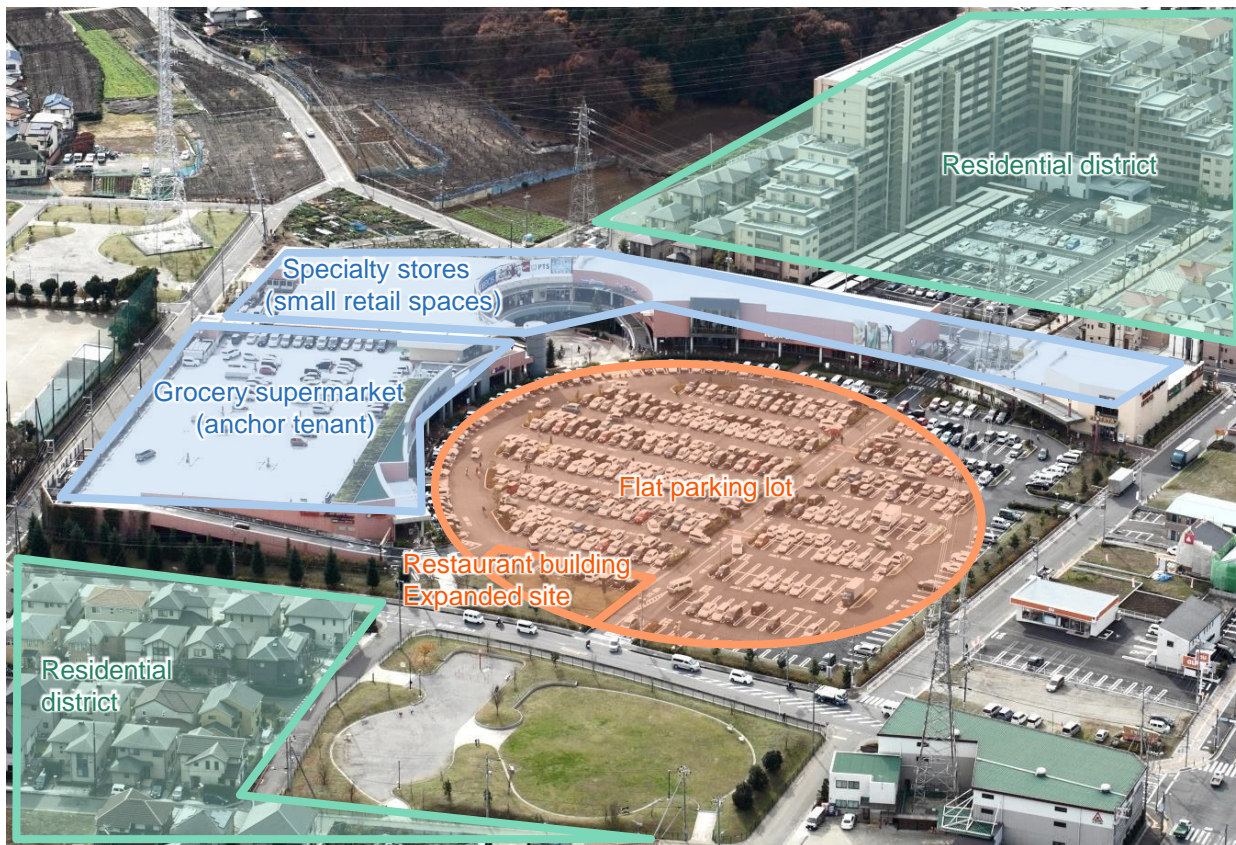 Residential district
Specialty stores
(small retail spaces)
Grocery supermarket
(anchor tenant)
Flat parking lot
Restaurant building
Expanded site
Residential
district